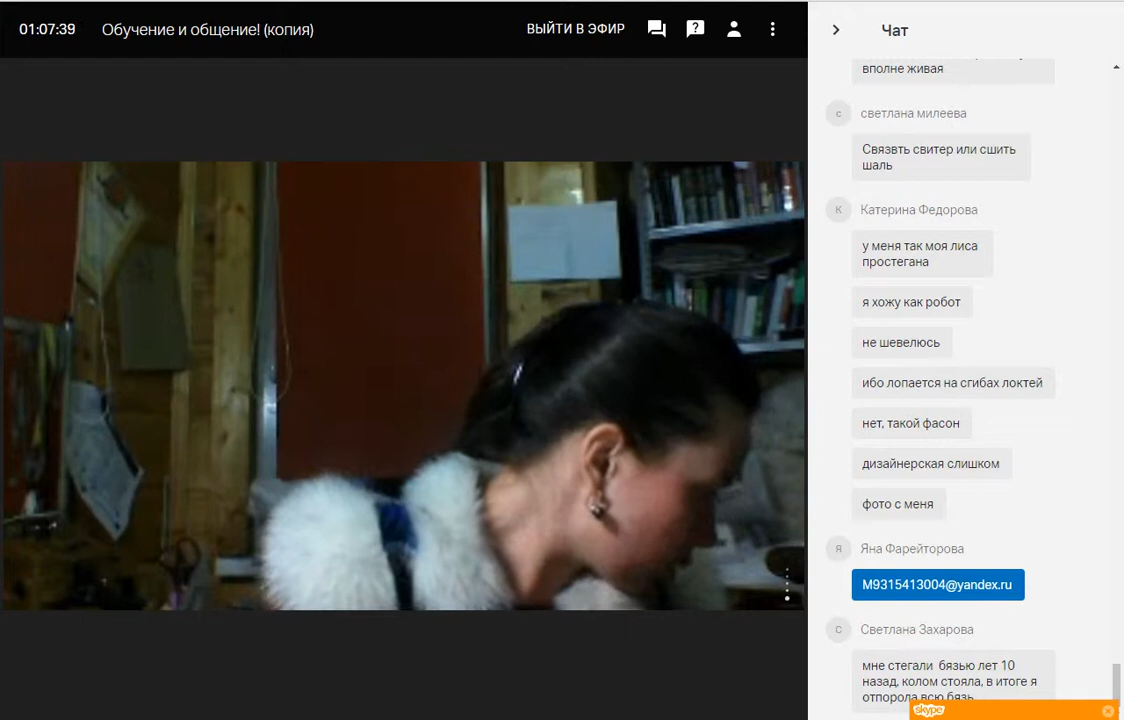 01:07:39 Обучение и общение! (копия) ВЫЙТИ В ЭФИР
Чат
вполне живая
с светлана милеева
Связвть свитер или сшить
шаль
К Катерина Федорова
у меня так моя лиса
простегана
я хожу как робот
не шевелюсь
ибо лопается на сгибах локтей
нет, такой фасон
дизайнерская слишком
фото с меня
Я Яна Фарейторова
M9315413004@yandex.ru
С Светлана Захарова
мне стегали бязью лет 10
назад, колом стояла, в итоге я
отпорола всю бязь
skype